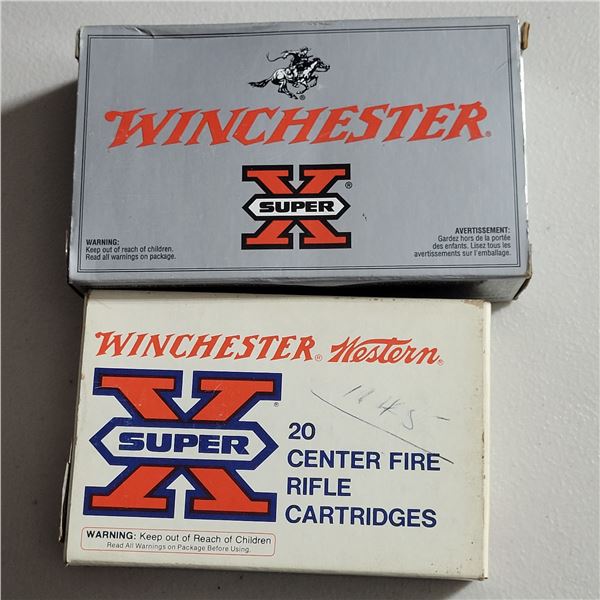 WINCHESTER®
X ®
SUPER
WARNING:
Keep out of reach of children.
Read all warnings on package.
AVERTISSEMENT:
Gardez hors de la portée
des enfants. Lisez tous les
avertissements sur l'emballage.
WINCHESTER® Western®
X ®
SUPER
20
CENTER FIRE
RIFLE
CARTRIDGES
WARNING: Keep out of Reach of Children
Read All Warnings on Package Before Using.